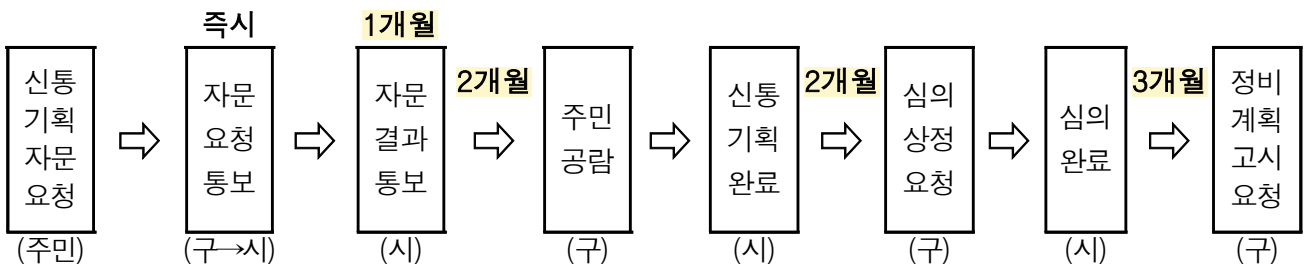 즉시
1개월
신통
기획
자문
요청
(주민)
자문
요청
통보
(구→시)
자문
결과
통보
(시)
2개월
주민
공람
(구)
신통
기획
완료
(시)
2개월
심의
상정
요청
(구)
심의
완료
(시)
3개월
정비
계획
고시
요청
(구)